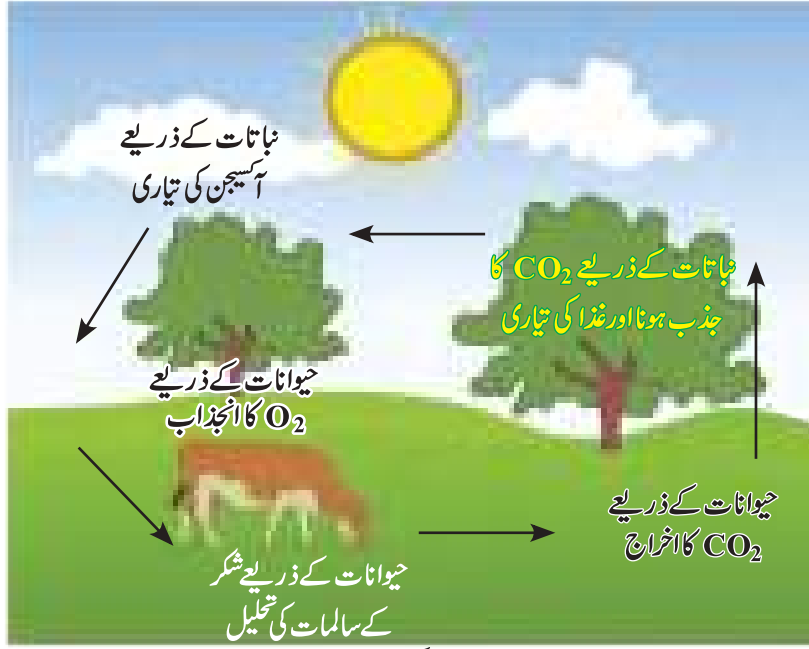 نباتات کے ذریعے
آکسیجن کی تیاری
نباتات کے ذریعے CO₂ کا
جذب ہونا اور غذا کی تیاری
حیوانات کے ذریعے
O₂ کا انجذاب
حیوانات کے ذریعے
CO₂ کا اخراج
حیوانات کے ذریعے شکر
کے سالمات کی تحلیل